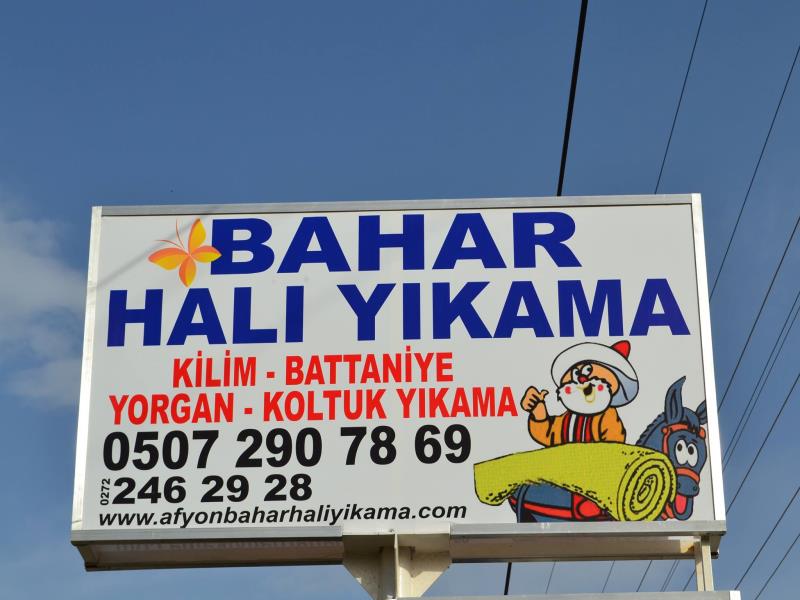 BAHAR
HALI YIKAMA
KİLİM - BATTANİYE
YORGAN - KOLTUK YIKAMA
0507 290 78 69
0272 246 29 28
www.afyonbaharhaliyikama.com